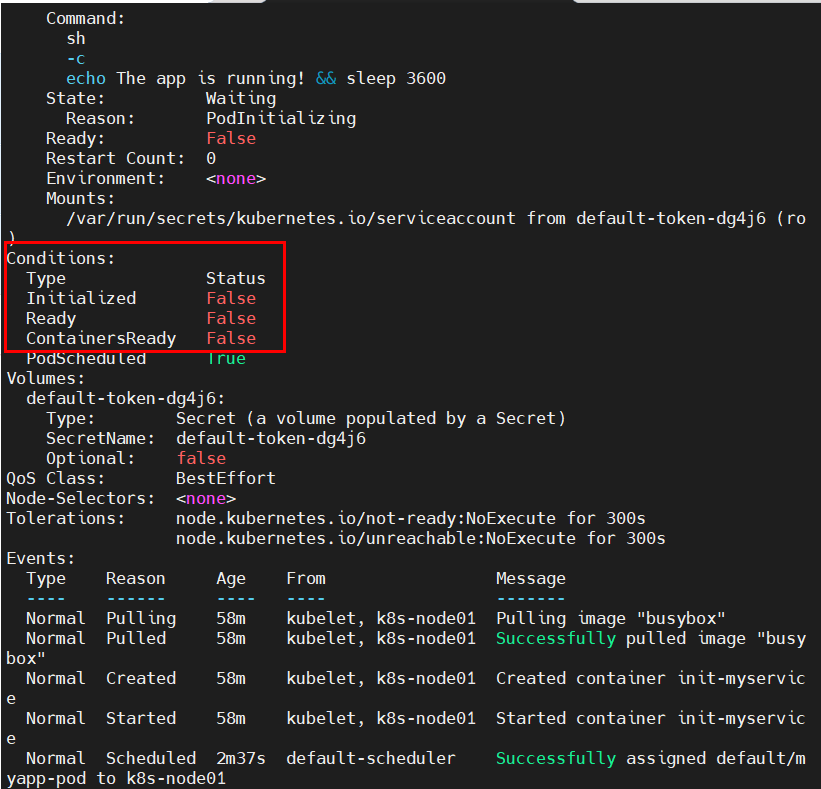 Command:
      sh
      -c
      echo The app is running! && sleep 3600
    State:          Waiting
      Reason:       PodInitializing
    Ready:          False
    Restart Count:  0
    Environment:    <none>
    Mounts:
      /var/run/secrets/kubernetes.io/serviceaccount from default-token-dg4j6 (ro
)
Conditions:
  Type              Status
  Initialized       False
  Ready             False
  ContainersReady   False
  PodScheduled      True
Volumes:
  default-token-dg4j6:
    Type:        Secret (a volume populated by a Secret)
    SecretName:  default-token-dg4j6
    Optional:    false
QoS Class:       BestEffort
Node-Selectors:  <none>
Tolerations:     node.kubernetes.io/not-ready:NoExecute for 300s
                 node.kubernetes.io/unreachable:NoExecute for 300s
Events:
  Type    Reason     Age    From                 Message
  ----    ------     ----   ----                 -------
  Normal  Pulling    58m    kubelet, k8s-node01  Pulling image "busybox"
  Normal  Pulled     58m    kubelet, k8s-node01  Successfully pulled image "busy
box"
  Normal  Created    58m    kubelet, k8s-node01  Created container init-myservic
e
  Normal  Started    58m    kubelet, k8s-node01  Started container init-myservic
e
  Normal  Scheduled  2m37s  default-scheduler    Successfully assigned default/m
yapp-pod to k8s-node01